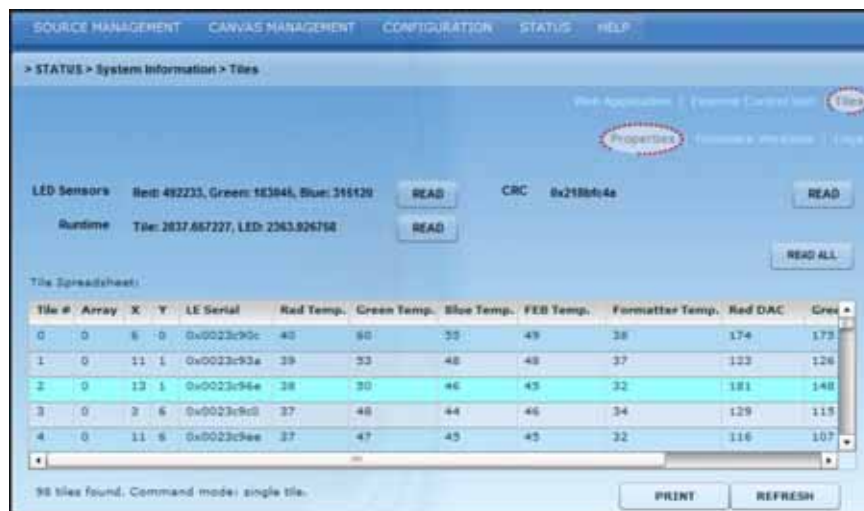 SOURCE MANAGEMENT CANVAS MANAGEMENT CONFIGURATION STATUS HELP
> STATUS > System Information > Tiles
Web Application | External Control Unit | Tiles
Properties
LED Sensors Red: 492233, Green: 183046, Blue: 316120 READ CRC 0x218bfc4a READ
Runtime Tile: 2837.667227, LED: 2363.926758 READ
READ ALL
Tile Spreadsheet:
Tile # Array X Y LE Serial Red Temp. Green Temp. Blue Temp. FEB Temp. Formatter Temp. Red DAC Gree
0 0 6 0 0x0023c90c 40 60 55 49 38 174 175
1 0 11 1 0x0023c93a 39 53 48 48 37 123 126
2 0 13 1 0x0023c96e 38 50 46 45 32 181 148
3 0 3 6 0x0023c9c0 37 48 44 46 34 129 115
4 0 11 6 0x0023c9ee 37 47 45 45 32 116 107
98 tiles found. Command mode: single tile.
PRINT REFRESH